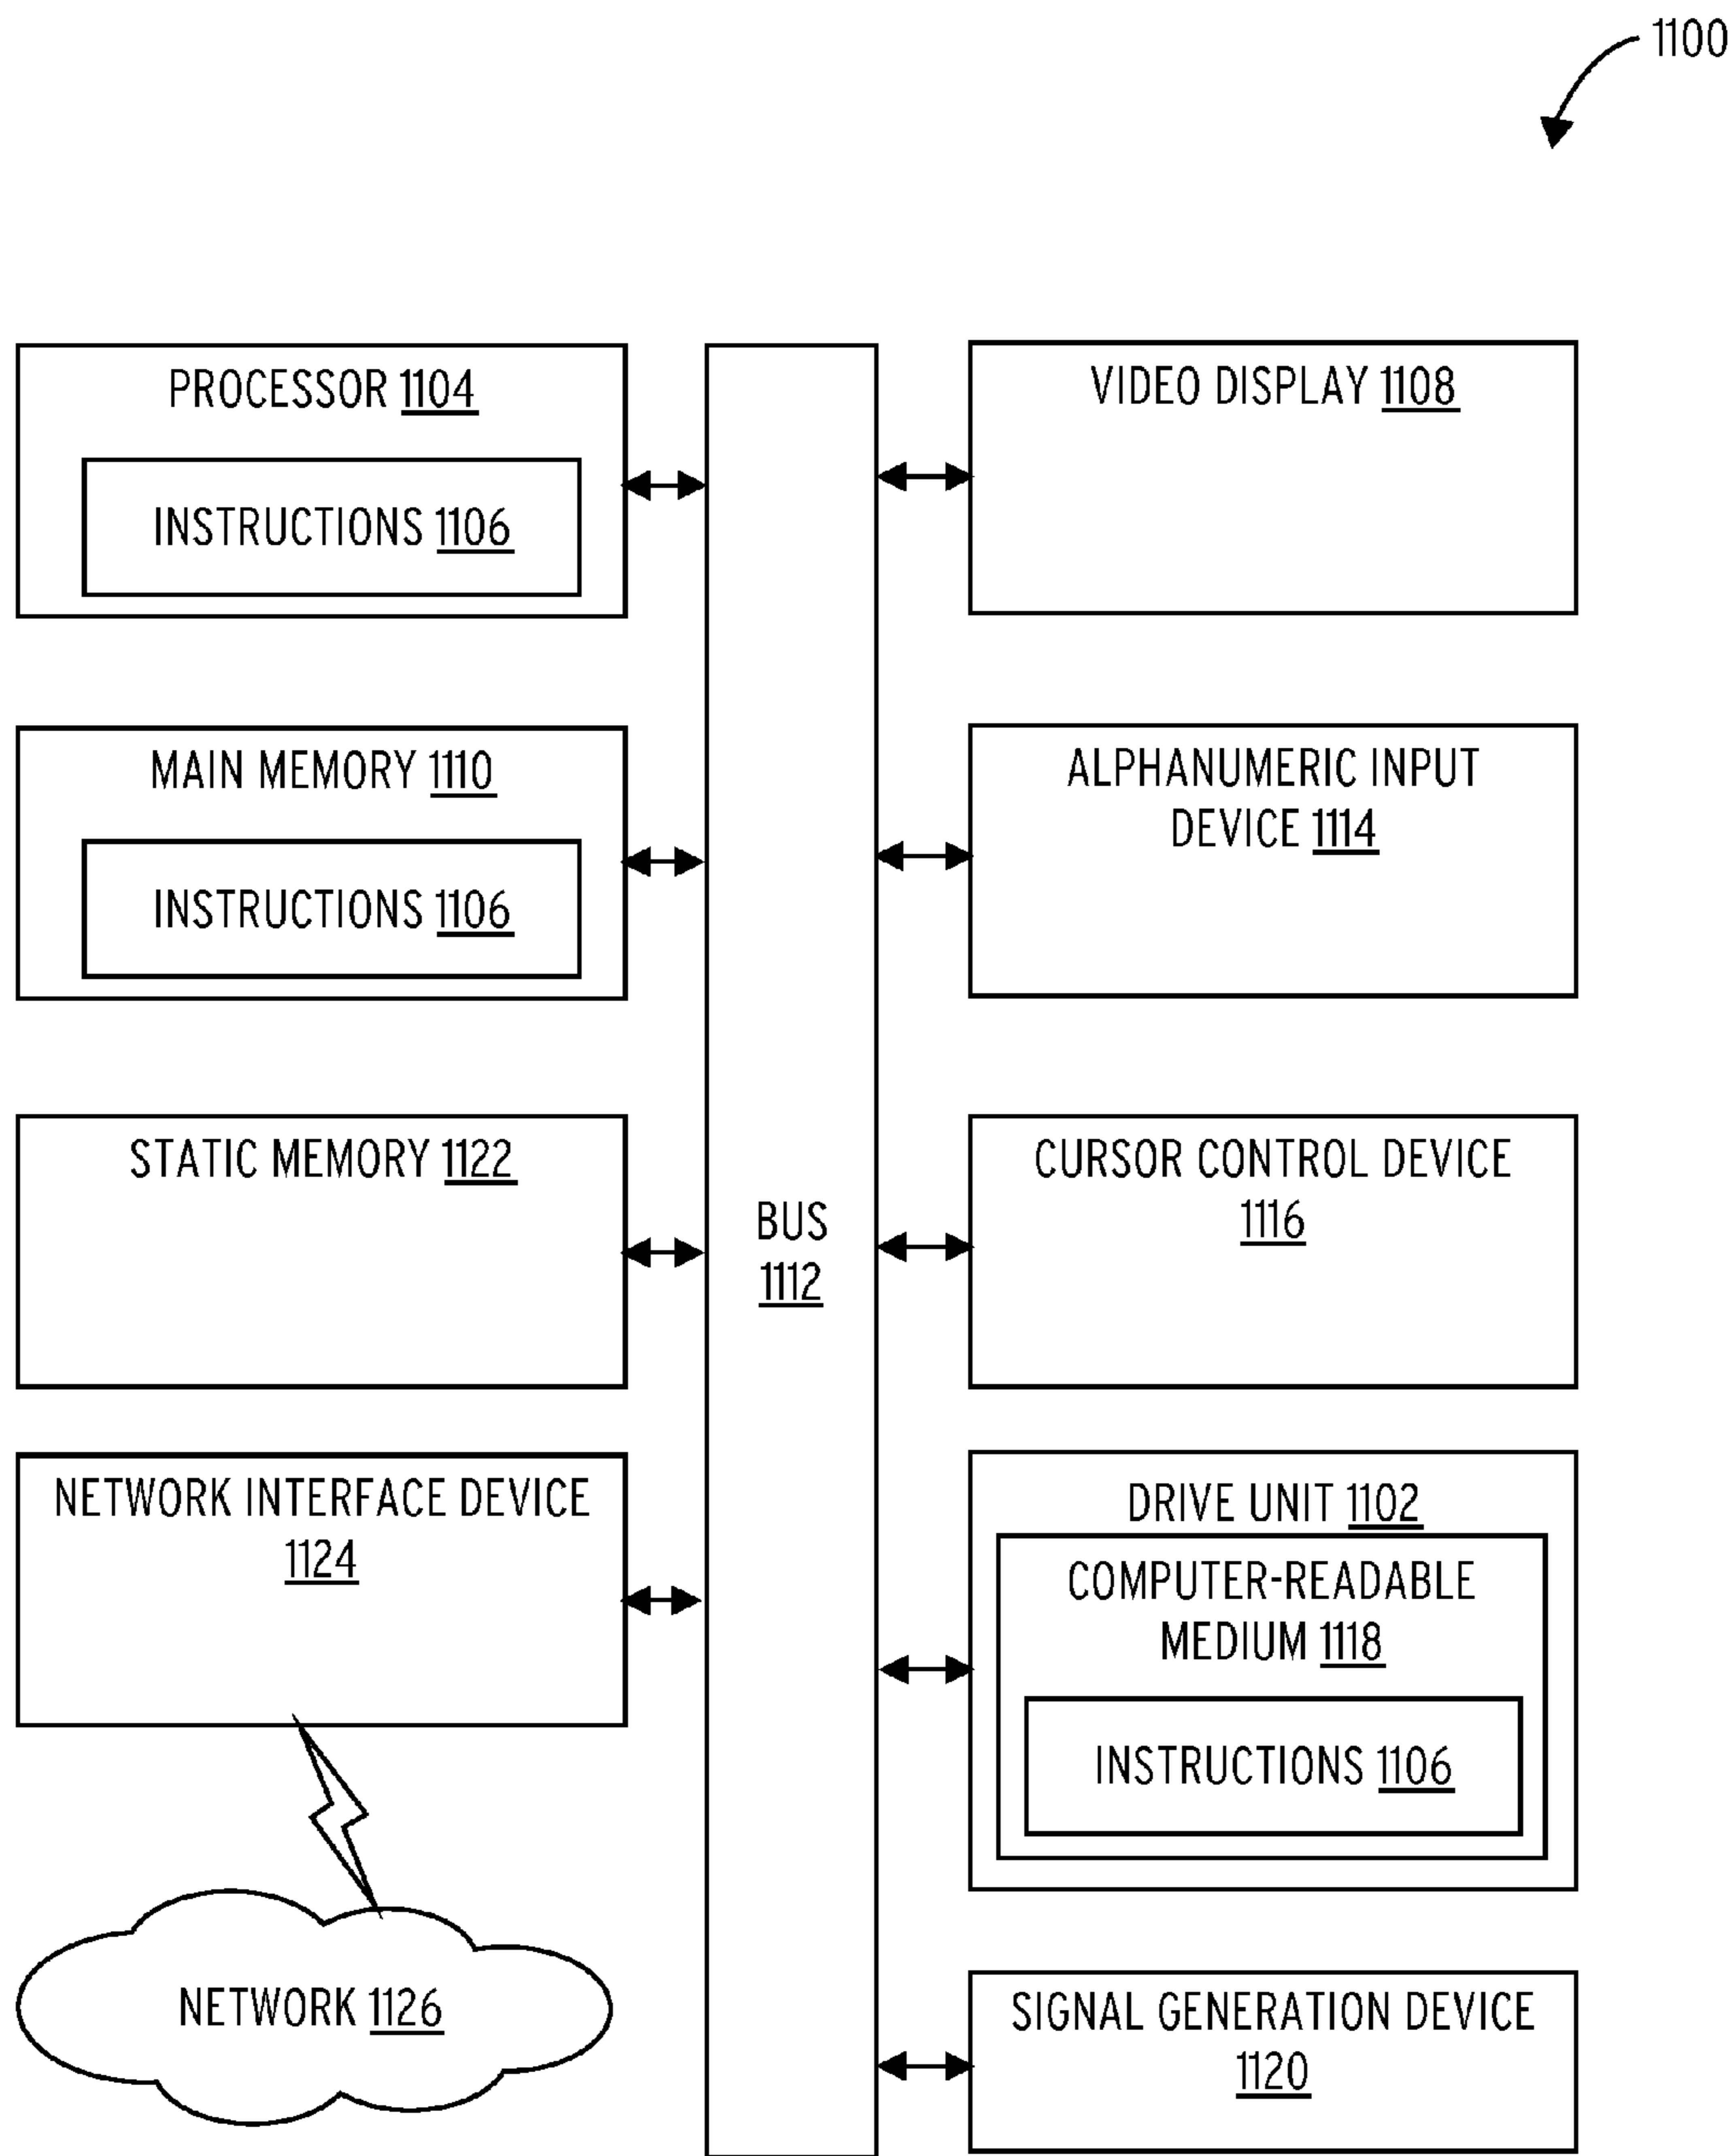 1100
PROCESSOR 1104
INSTRUCTIONS 1106
MAIN MEMORY 1110
INSTRUCTIONS 1106
STATIC MEMORY 1122
NETWORK INTERFACE DEVICE
1124
NETWORK 1126
BUS
1112
VIDEO DISPLAY 1108
ALPHANUMERIC INPUT
DEVICE 1114
CURSOR CONTROL DEVICE
1116
DRIVE UNIT 1102
COMPUTER-READABLE
MEDIUM 1118
INSTRUCTIONS 1106
SIGNAL GENERATION DEVICE
1120